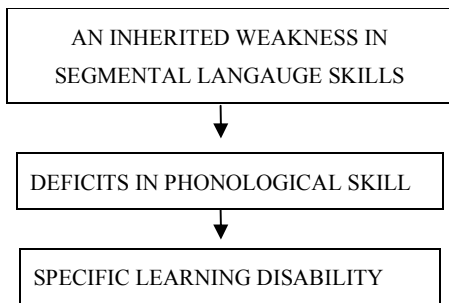 AN INHERITED WEAKNESS IN
SEGMENTAL LANGAUGE SKILLS
DEFICITS IN PHONOLOGICAL SKILL
SPECIFIC LEARNING DISABILITY